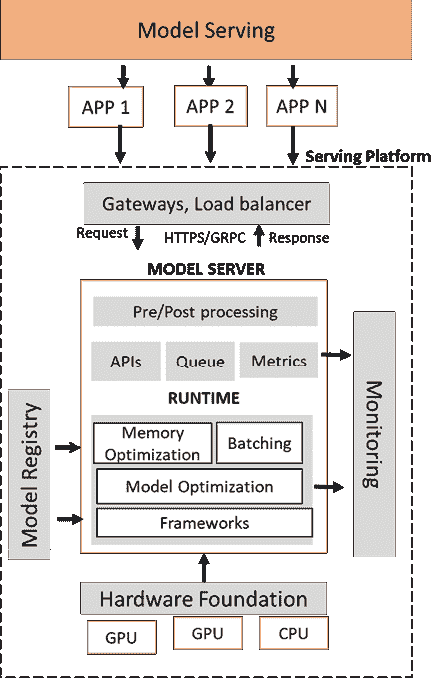 Model Serving
APP 1
APP 2
APP N
Serving Platform
Gateways, Load balancer
Request
HTTPS/GRPC
Response
MODEL SERVER
Pre/Post processing
APIs
Queue
Metrics
RUNTIME
Memory
Optimization
Batching
Model Optimization
Frameworks
Model Registry
Monitoring
Hardware Foundation
GPU
GPU
CPU